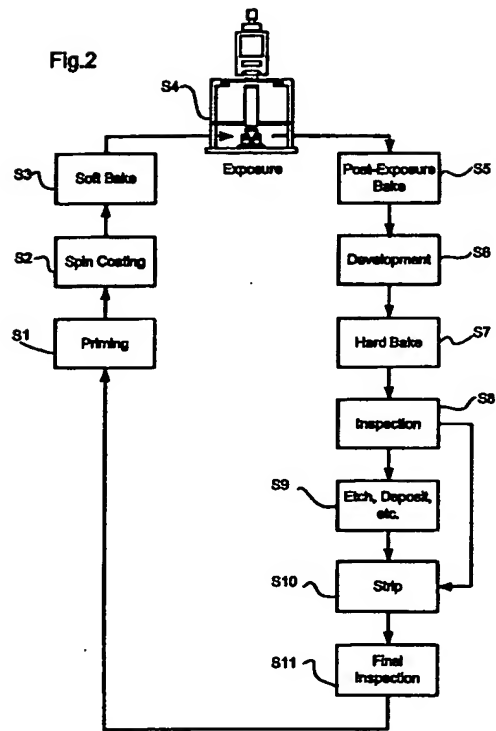 Fig.2
S4
Exposure
S3
Soft Bake
S2
Spin Coating
S1
Priming
Post-Exposure
Bake
S5
Development
S6
Hard Bake
S7
Inspection
S8
S9
Etch, Deposit,
etc.
S10
Strip
S11
Final
Inspection